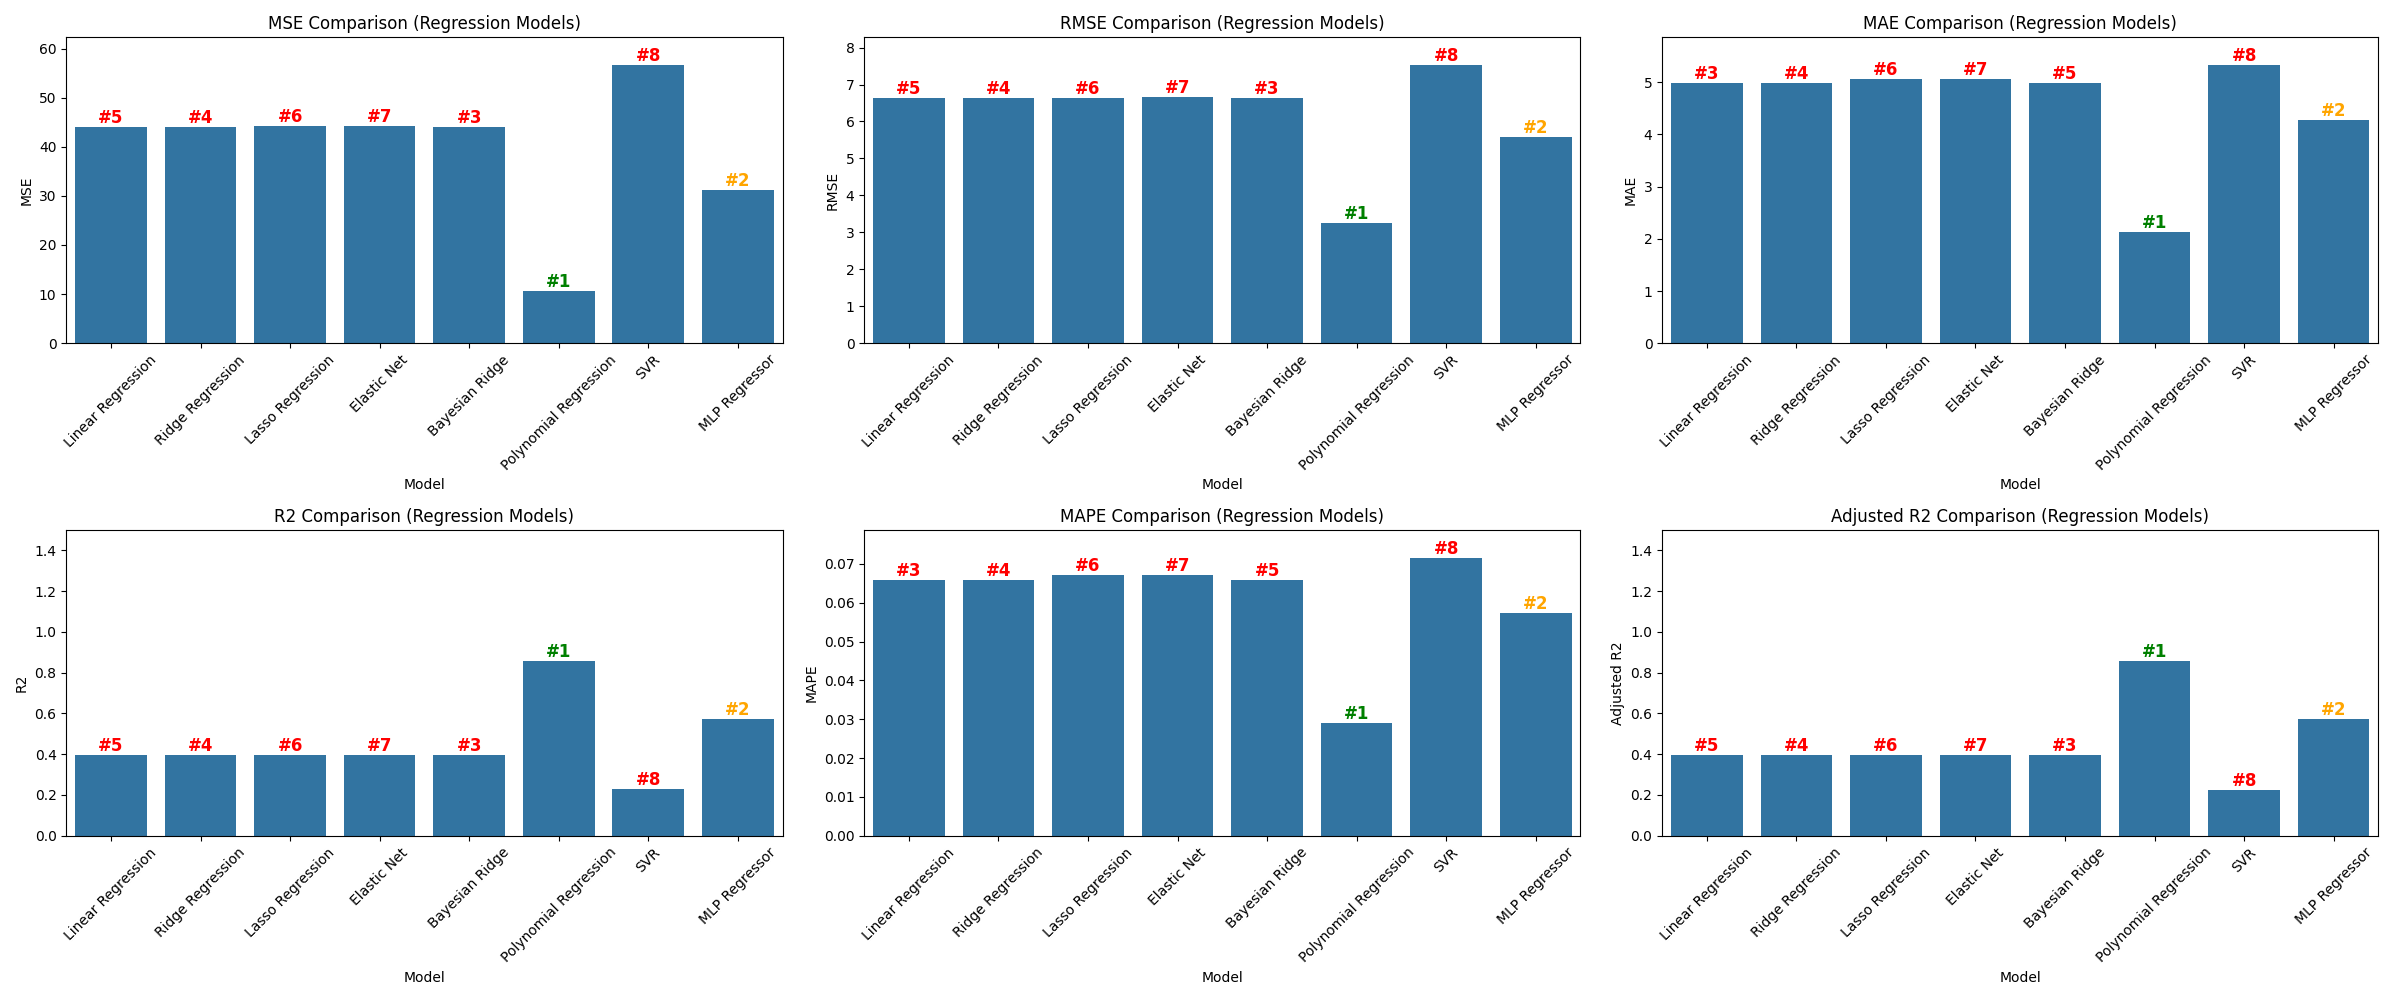 MSE Comparison (Regression Models)
MSE
60
50
40
30
20
10
0
#5
#4
#6
#7
#3
#1
#8
#2
Linear Regression
Ridge Regression
Lasso Regression
Elastic Net
Bayesian Ridge
Polynomial Regression
SVR
MLP Regressor
Model
RMSE Comparison (Regression Models)
RMSE
8
7
6
5
4
3
2
1
0
#5
#4
#6
#7
#3
#1
#8
#2
Linear Regression
Ridge Regression
Lasso Regression
Elastic Net
Bayesian Ridge
Polynomial Regression
SVR
MLP Regressor
Model
MAE Comparison (Regression Models)
MAE
5
4
3
2
1
0
#3
#4
#6
#7
#5
#1
#8
#2
Linear Regression
Ridge Regression
Lasso Regression
Elastic Net
Bayesian Ridge
Polynomial Regression
SVR
MLP Regressor
Model
R2 Comparison (Regression Models)
R2
1.4
1.2
1.0
0.8
0.6
0.4
0.2
0.0
#5
#4
#6
#7
#3
#1
#8
#2
Linear Regression
Ridge Regression
Lasso Regression
Elastic Net
Bayesian Ridge
Polynomial Regression
SVR
MLP Regressor
Model
MAPE Comparison (Regression Models)
MAPE
0.07
0.06
0.05
0.04
0.03
0.02
0.01
0.00
#3
#4
#6
#7
#5
#1
#8
#2
Linear Regression
Ridge Regression
Lasso Regression
Elastic Net
Bayesian Ridge
Polynomial Regression
SVR
MLP Regressor
Model
Adjusted R2 Comparison (Regression Models)
Adjusted R2
1.4
1.2
1.0
0.8
0.6
0.4
0.2
0.0
#5
#4
#6
#7
#3
#1
#8
#2
Linear Regression
Ridge Regression
Lasso Regression
Elastic Net
Bayesian Ridge
Polynomial Regression
SVR
MLP Regressor
Model